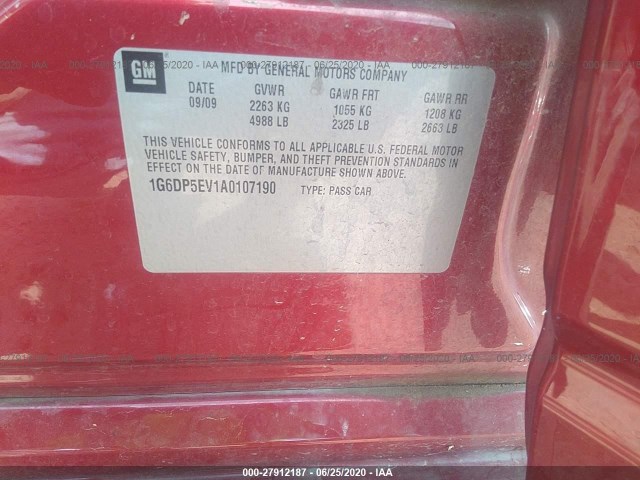 GM
MFD BY GENERAL MOTORS COMPANY
DATE GVWR GAWR FRT GAWR RR
09/09 2263 KG 1055 KG 1208 KG
4988 LB 2325 LB 2663 LB
THIS VEHICLE CONFORMS TO ALL APPLICABLE U.S. FEDERAL MOTOR
VEHICLE SAFETY, BUMPER, AND THEFT PREVENTION STANDARDS IN
EFFECT ON THE DATE OF MANUFACTURE SHOWN ABOVE.
1G6DP5EV1A0107190 TYPE: PASS CAR
000-27912187 - 06/25/2020 - IAA